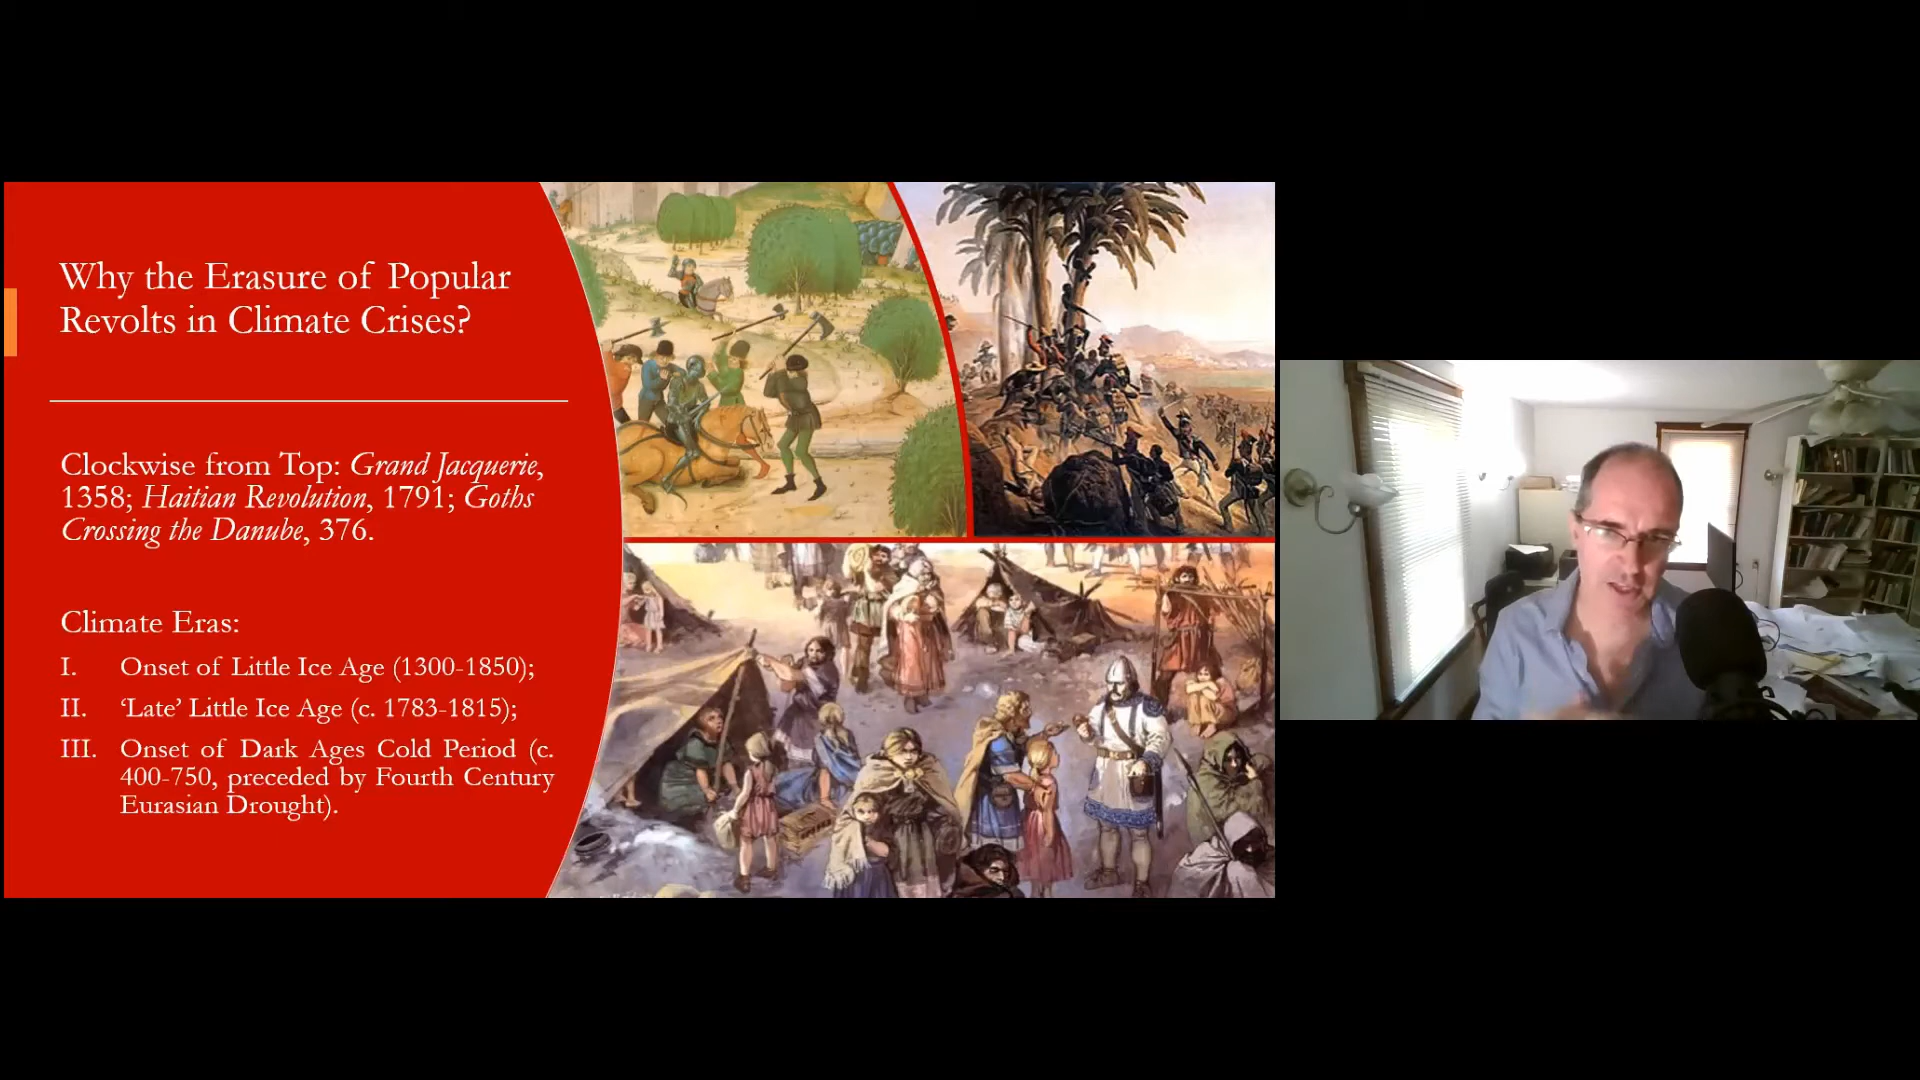 Why the Erasure of Popular
Revolts in Climate Crises?
Clockwise from Top: Grand Jacquerie,
1358; Haitian Revolution, 1791; Goths
Crossing the Danube, 376.
Climate Eras:
I. Onset of Little Ice Age (1300-1850);
II. ‘Late’ Little Ice Age (c. 1783-1815);
III. Onset of Dark Ages Cold Period (c.
400-750, preceded by Fourth Century
Eurasian Drought).